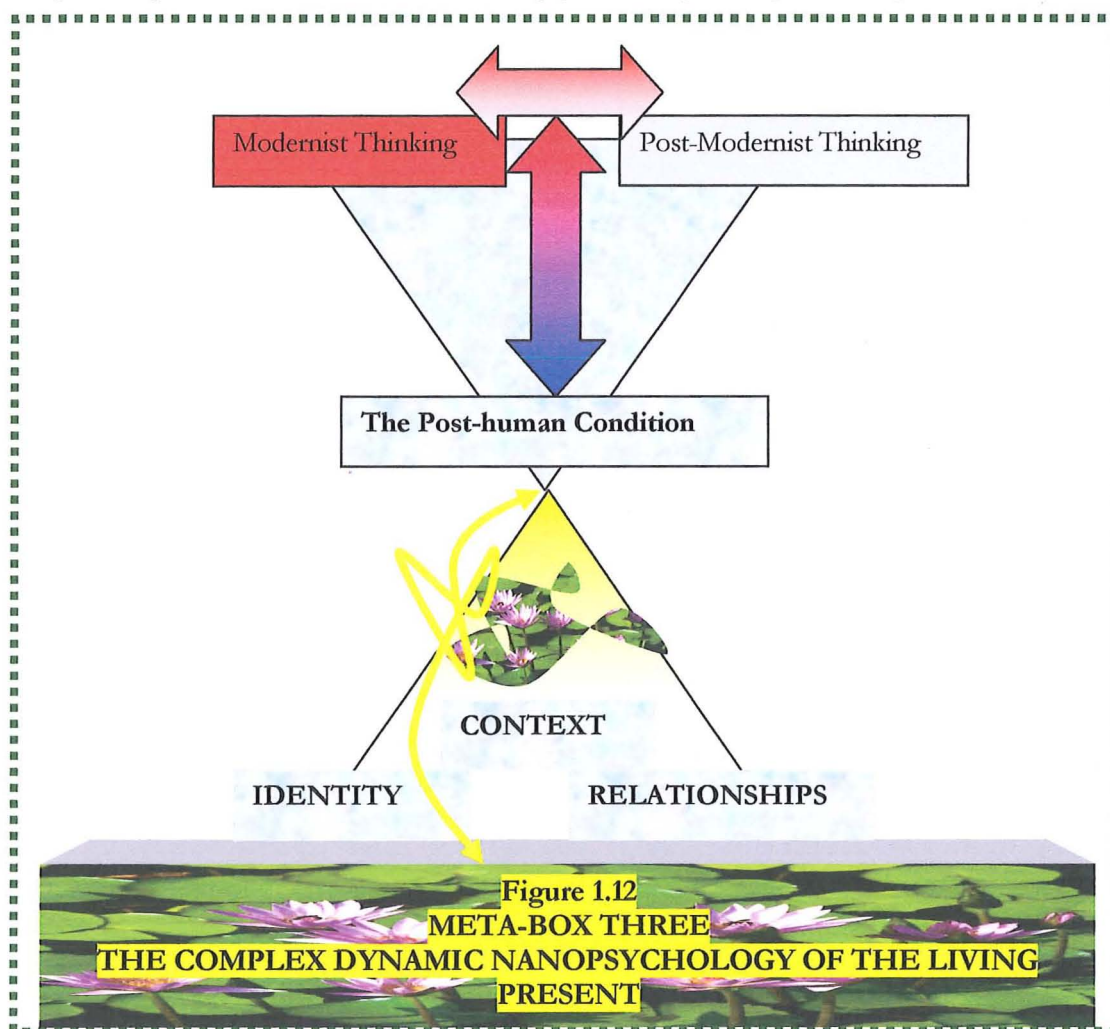 Modernist Thinking
Post-Modernist Thinking
The Post-human Condition
CONTEXT
IDENTITY
RELATIONSHIPS
Figure 1.12
META-BOX THREE
THE COMPLEX DYNAMIC NANOPSYCHOLOGY OF THE LIVING
PRESENT